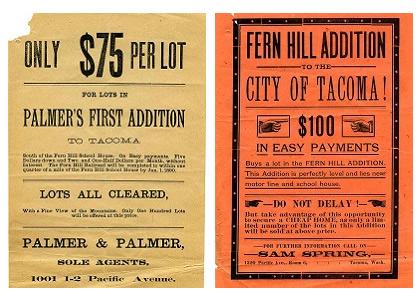 ONLY $75 PER LOT
FOR LOTS IN
PALMER'S FIRST ADDITION
TO TACOMA
South of the Fern Hill School House. On Easy payments. Five
Dollars down and Two and One-Half Dollars per Month, without
Interest. The Fern Hill Railroad will be completed to within one
quarter of a mile of the Fern Hill School House by Jan. 1, 1890.
LOTS ALL CLEARED,
With a Fine View of the Mountains. Only One Hundred Lots
will be offered at this price.
PALMER & PALMER,
SOLE AGENTS,
1001 1-2 Pacific Avenue.
FERN HILL ADDITION
TO THE
CITY OF TACOMA!
$100
IN EASY PAYMENTS
Buys a lot in the FERN HILL ADDITION.
This Addition is perfectly level and lies near
motor line and school house.
DO NOT DELAY!
But take advantage of this opportunity
to secure a CHEAP HOME, as only a lim-
ited number of the lots in this Addition
will be sold at above price.
FOR FURTHER INFORMATION CALL ON
SAM SPRING,
Pacific Ave., Room 6, Tacoma, Wash.